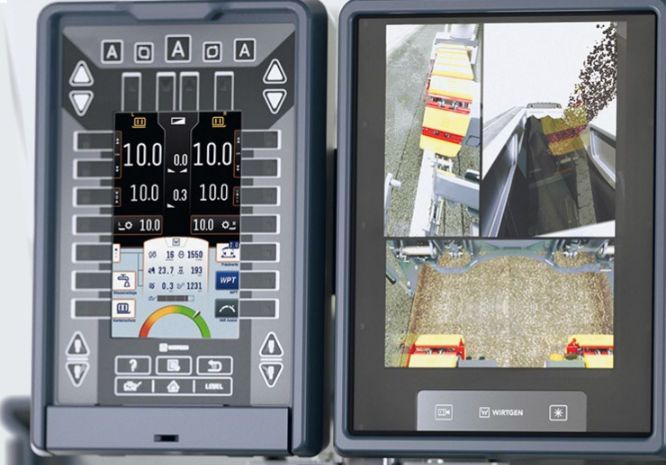 A A A
10.0 0.0 10.0
10.0 0.3 10.0
10.0 10.0
16 1550
23.7 193
WPT
0.3 1231
WPT
WIRTGEN
?
LEVEL
WIRTGEN